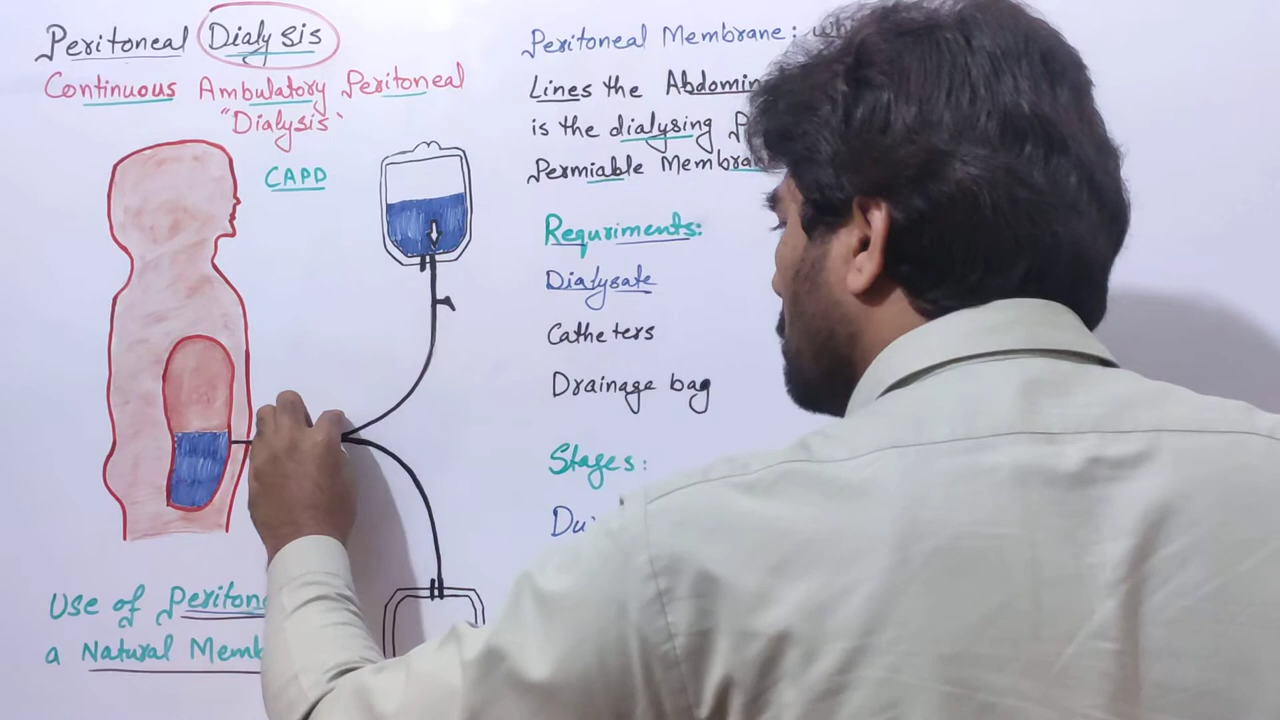 Peritoneal Dialysis
Continuous Ambulatory Peritoneal
"Dialysis"
CAPD
Use of
a Natural
Peritoneal Membrane:
Lines the
is the dialysing
Permiable
Requriments:
Dialysate
Catheters
Drainage bag
Stages: